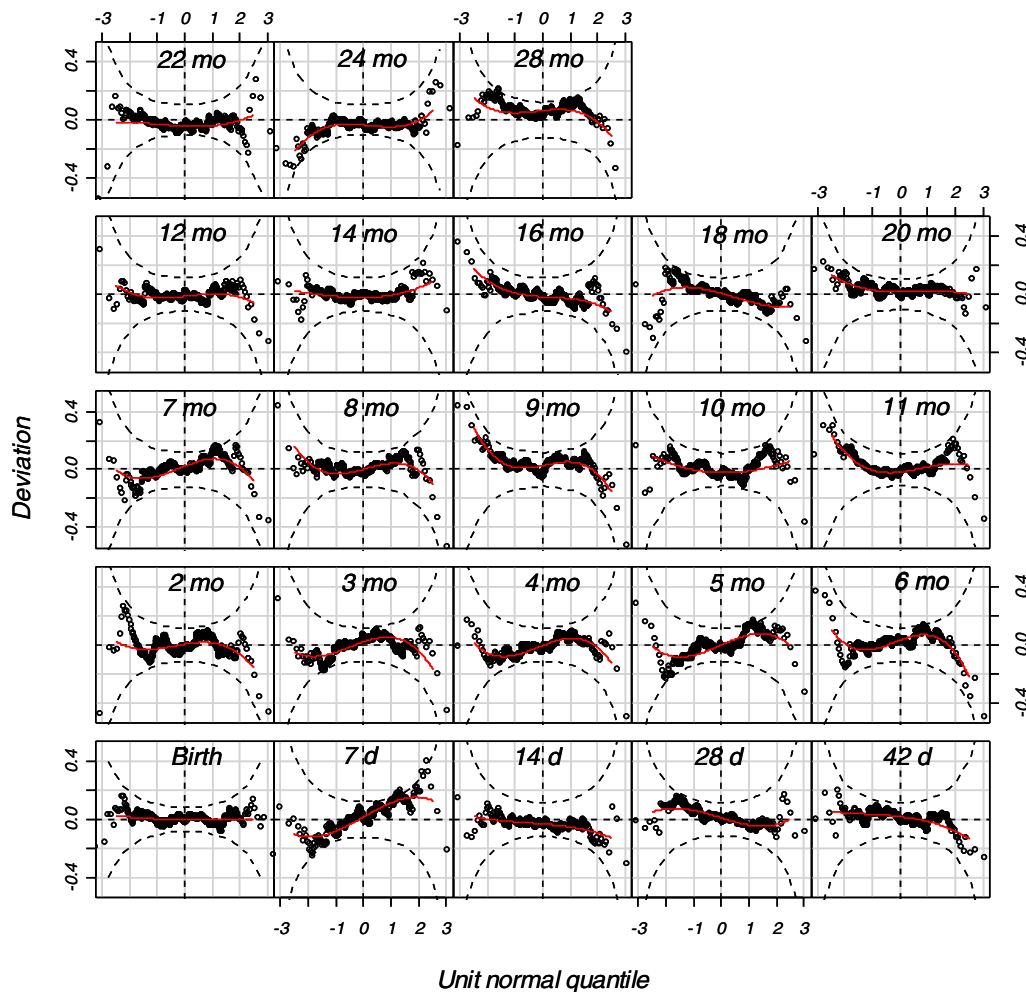 -3 -1 0 1 2 3 -3 -1 0 1 2 3
22 mo 24 mo 28 mo
0.4
0.0
-0.4
-3 -1 0 1 2 3
12 mo 14 mo 16 mo 18 mo 20 mo
0.4
0.0
-0.4
7 mo 8 mo 9 mo 10 mo 11 mo
0.4
0.0
-0.4
Deviation
2 mo 3 mo 4 mo 5 mo 6 mo
0.4
0.0
-0.4
Birth 7 d 14 d 28 d 42 d
0.4
0.0
-0.4
-3 -1 0 1 2 3 -3 -1 0 1 2 3
Unit normal quantile